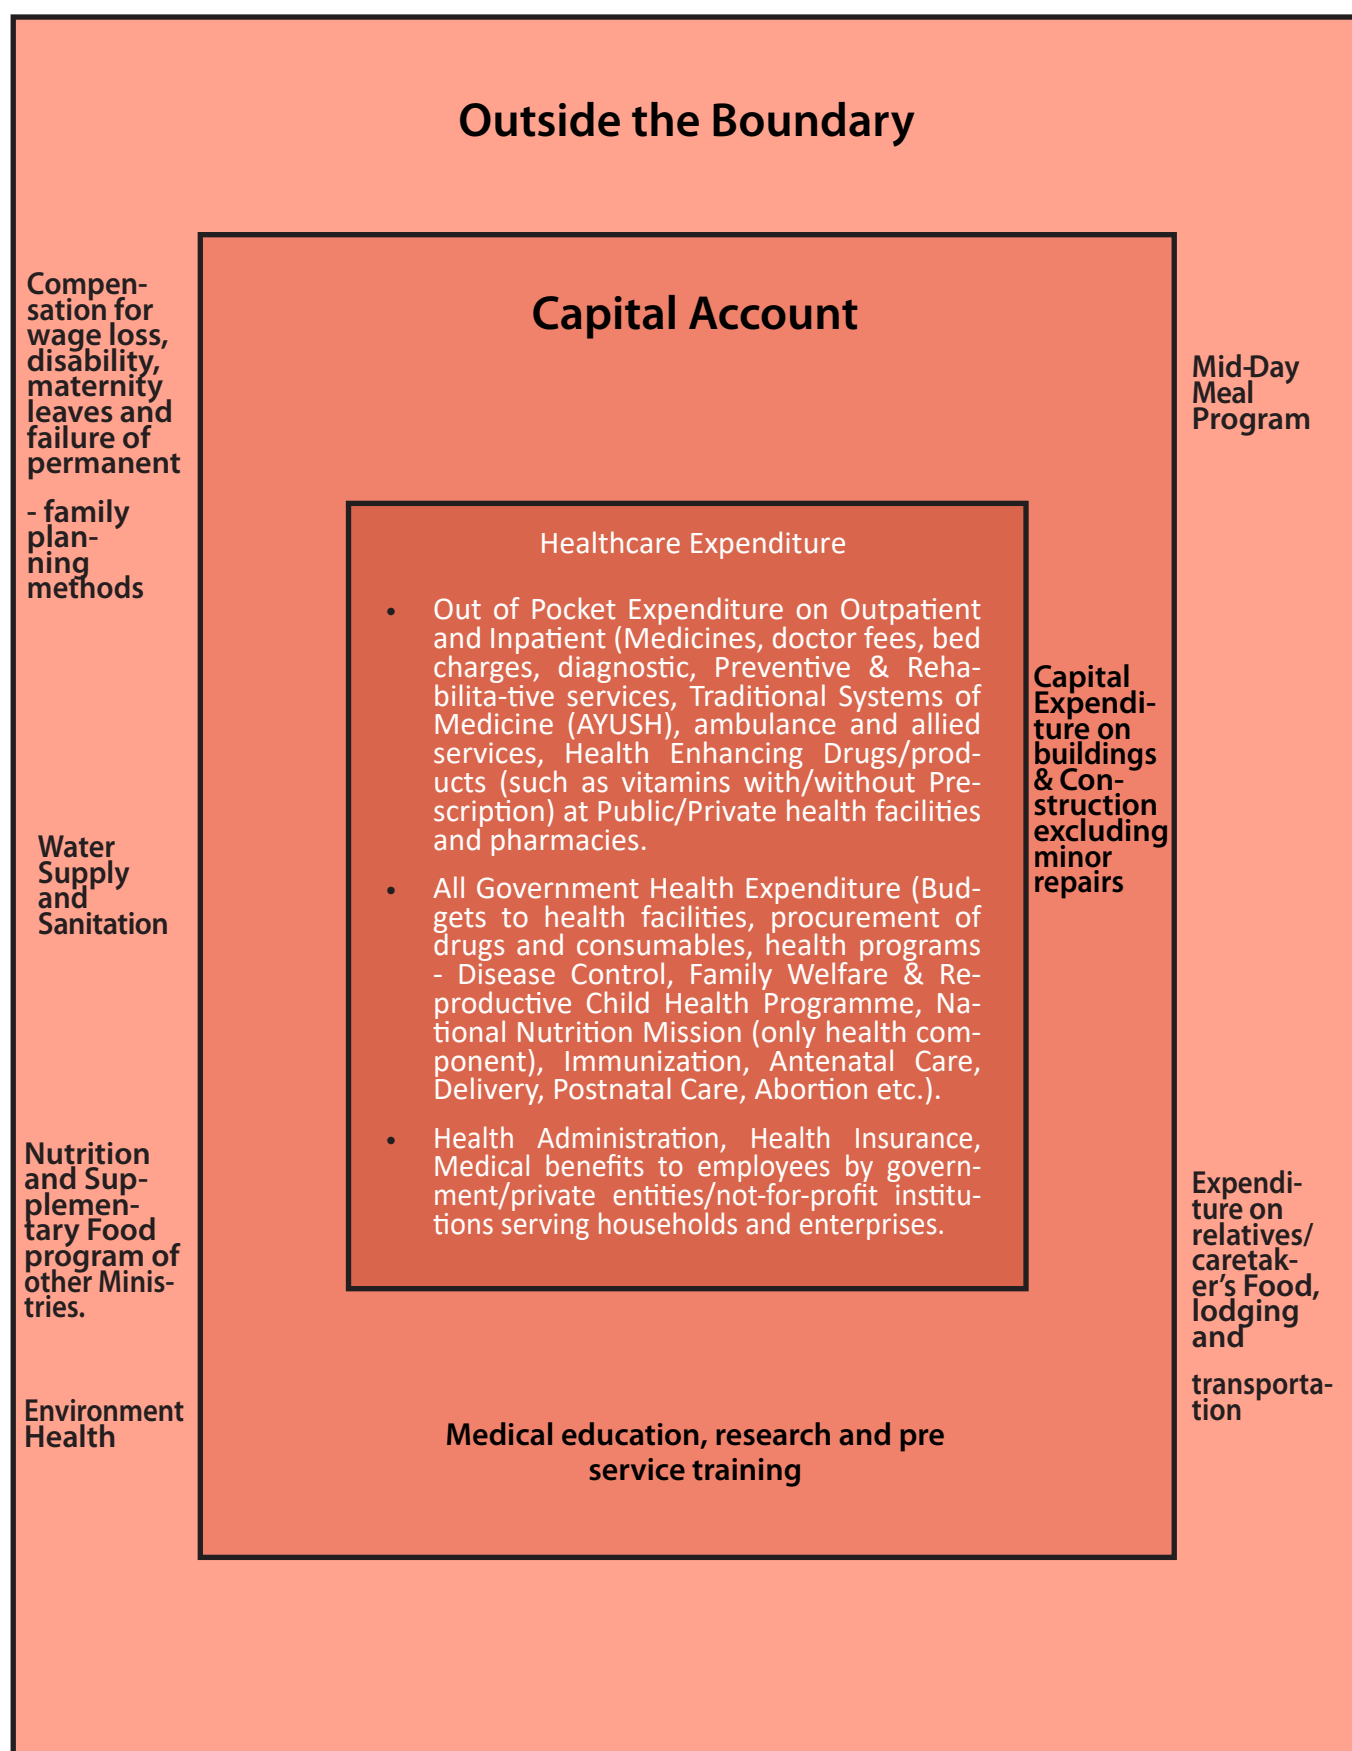 Outside the Boundary
Compen-
sation for
wage loss,
disability,
maternity
leaves and
failure of
permanent
- family
plan-
ning
methods
Water
Supply
and
Sanitation
Nutrition
and Sup-
plemen-
tary Food
program of
other Minis-
tries.
Environment
Health
Capital Account
Healthcare Expenditure
• Out of Pocket Expenditure on Outpatient
and Inpatient (Medicines, doctor fees, bed
charges, diagnostic, Preventive & Reha-
bilita-tive services, Traditional Systems of
Medicine (AYUSH), ambulance and allied
services, Health Enhancing Drugs/prod-
ucts (such as vitamins with/without Pre-
scription) at Public/Private health facilities
and pharmacies.
• All Government Health Expenditure (Bud-
gets to health facilities, procurement of
drugs and consumables, health programs
- Disease Control, Family Welfare & Re-
productive Child Health Programme, Na-
tional Nutrition Mission (only health com-
ponent), Immunization, Antenatal Care,
Delivery, Postnatal Care, Abortion etc.).
• Health Administration, Health Insurance,
Medical benefits to employees by govern-
ment/private entities/not-for-profit institu-
tions serving households and enterprises.
Capital
Expendi-
ture on
buildings
& Con-
struction
excluding
minor
repairs
Medical education, research and pre
service training
Mid-Day
Meal
Program
Expendi-
ture on
relatives/
caretak-
er’s Food,
lodging
and
transporta-
tion